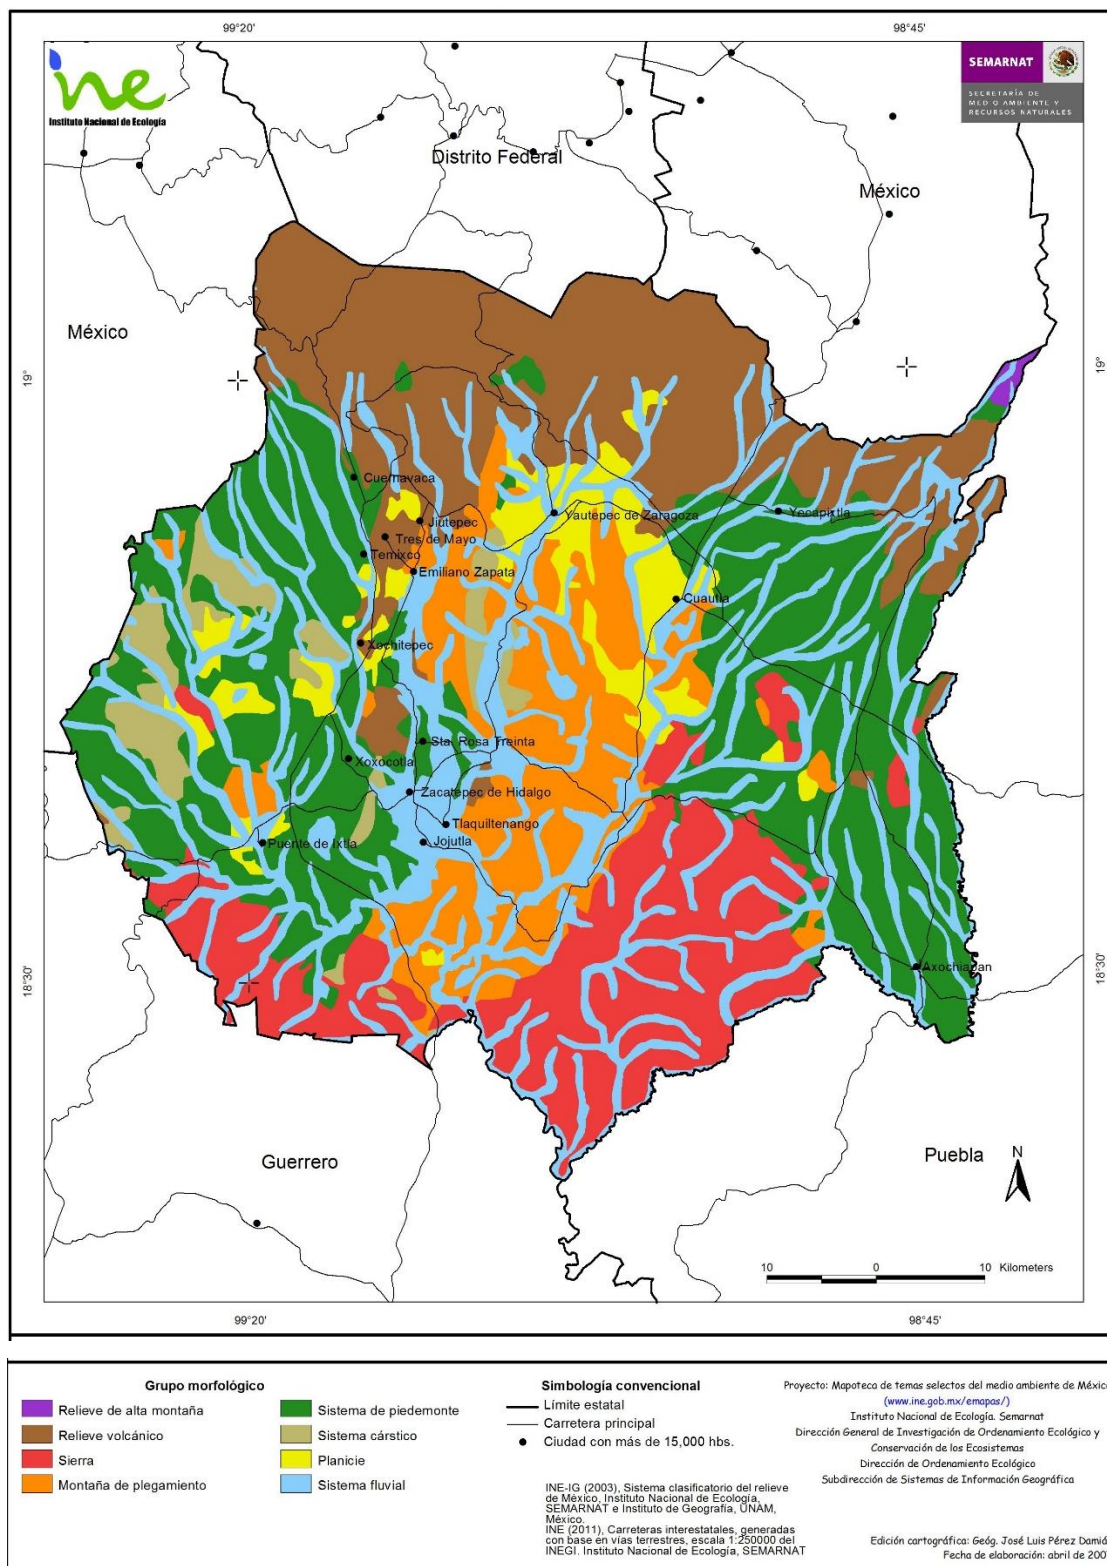 99°20'
98°45'
ine
Instituto Nacional de Ecología
SEMARNAT
SECRETARÍA DE
MEDIO AMBIENTE Y
RECURSOS NATURALES
Distrito Federal
México
México
19°
19°
Cuernavaca
Jiutepec
Yautepec de Zaragoza
Yecapixtla
Tres de Mayo
Temixco
Emiliano Zapata
Cuautla
Xochitepec
Sta. Rosa Treinta
Xoxocotla
Zacatepec de Hidalgo
Tlaquiltenango
Puente de Ixtla
Jojutla
Axochiapan
18°30'
18°30'
Guerrero
Puebla
N
10 0 10 Kilometers
99°20'
98°45'
Grupo morfológico
Relieve de alta montaña
Relieve volcánico
Sierra
Montaña de plegamiento
Sistema de piedemonte
Sistema cárstico
Planicie
Sistema fluvial
Simbología convencional
Límite estatal
Carretera principal
Ciudad con más de 15,000 hbs.
INE-IG (2003), Sistema clasificatorio del relieve
de México, Instituto Nacional de Ecología,
SEMARNAT e Instituto de Geografía, UNAM,
México.
INE (2011), Carreteras interestatales, generadas
con base en vías terrestres, escala 1:250000 del
INEGI. Instituto Nacional de Ecología, SEMARNAT
Proyecto: Mapoteca de temas selectos del medio ambiente de Méxic
(www.ine.gob.mx/emapas/)
Instituto Nacional de Ecología. Semarnat
Dirección General de Investigación de Ordenamiento Ecológico y
Conservación de los Ecosistemas
Dirección de Ordenamiento Ecológico
Subdirección de Sistemas de Información Geográfica
Edición cartográfica: Geóg. José Luis Pérez Damiá
Fecha de elaboración: abril de 200